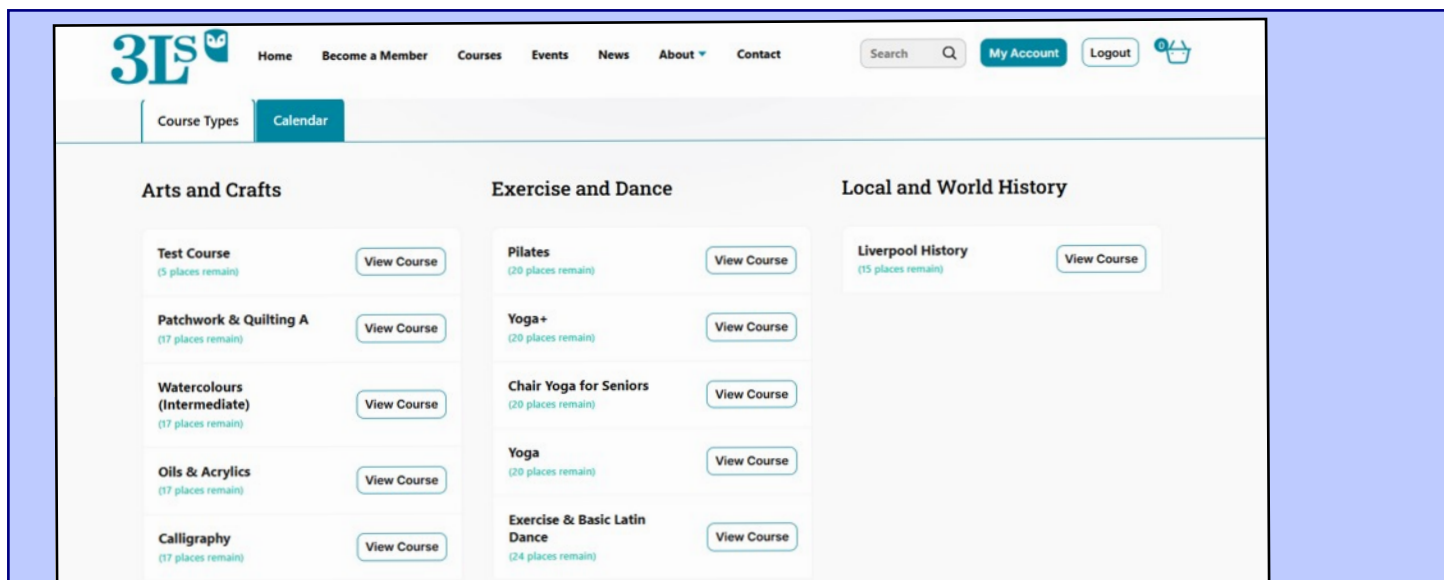 3Ls
Home Become a Member Courses Events News About Contact Search My Account Logout 0
Course Types Calendar
Arts and Crafts
Test Course
(5 places remain)
View Course
Patchwork & Quilting A
(17 places remain)
View Course
Watercolours
(Intermediate)
(17 places remain)
View Course
Oils & Acrylics
(17 places remain)
View Course
Calligraphy
(17 places remain)
View Course
Exercise and Dance
Pilates
(20 places remain)
View Course
Yoga+
(20 places remain)
View Course
Chair Yoga for Seniors
(20 places remain)
View Course
Yoga
(20 places remain)
View Course
Exercise & Basic Latin
Dance
(24 places remain)
View Course
Local and World History
Liverpool History
(15 places remain)
View Course